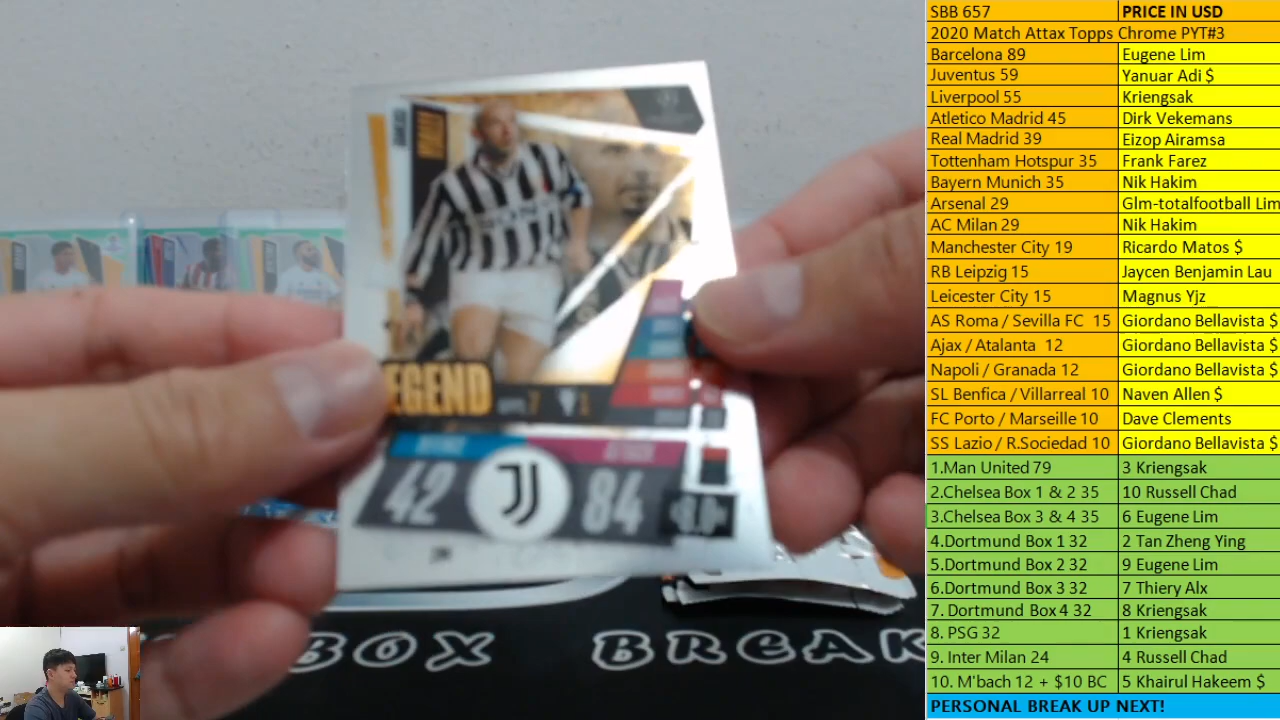 LEGEND
7
1
42
84
8.0
BOX BREAK
SBB 657 PRICE IN USD
2020 Match Attax Topps Chrome PYT#3
Barcelona 89 Eugene Lim
Juventus 59 Yanuar Adi $
Liverpool 55 Kriengsak
Atletico Madrid 45 Dirk Vekemans
Real Madrid 39 Eizop Airamsa
Tottenham Hotspur 35 Frank Farez
Bayern Munich 35 Nik Hakim
Arsenal 29 Glm-totalfootball Lim
AC Milan 29 Nik Hakim
Manchester City 19 Ricardo Matos $
RB Leipzig 15 Jaycen Benjamin Lau
Leicester City 15 Magnus Yjz
AS Roma / Sevilla FC 15 Giordano Bellavista $
Ajax / Atalanta 12 Giordano Bellavista $
Napoli / Granada 12 Giordano Bellavista $
SL Benfica / Villarreal 10 Naven Allen $
FC Porto / Marseille 10 Dave Clements
SS Lazio / R.Sociedad 10 Giordano Bellavista $
1.Man United 79 3 Kriengsak
2.Chelsea Box 1 & 2 35 10 Russell Chad
3.Chelsea Box 3 & 4 35 6 Eugene Lim
4.Dortmund Box 1 32 2 Tan Zheng Ying
5.Dortmund Box 2 32 9 Eugene Lim
6.Dortmund Box 3 32 7 Thiery Alx
7. Dortmund Box 4 32 8 Kriengsak
8. PSG 32 1 Kriengsak
9. Inter Milan 24 4 Russell Chad
10. M'bach 12 + $10 BC 5 Khairul Hakeem $
PERSONAL BREAK UP NEXT!